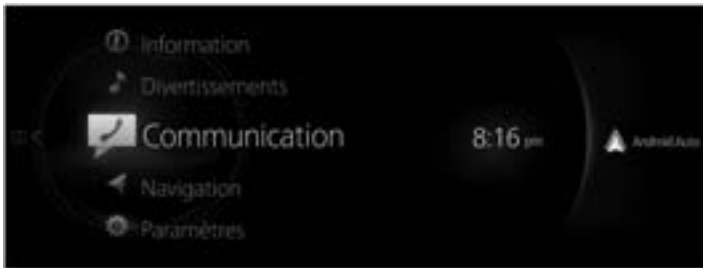 Information
Divertissements
Communication
8:16 pm
Android Auto
Navigation
Paramètres